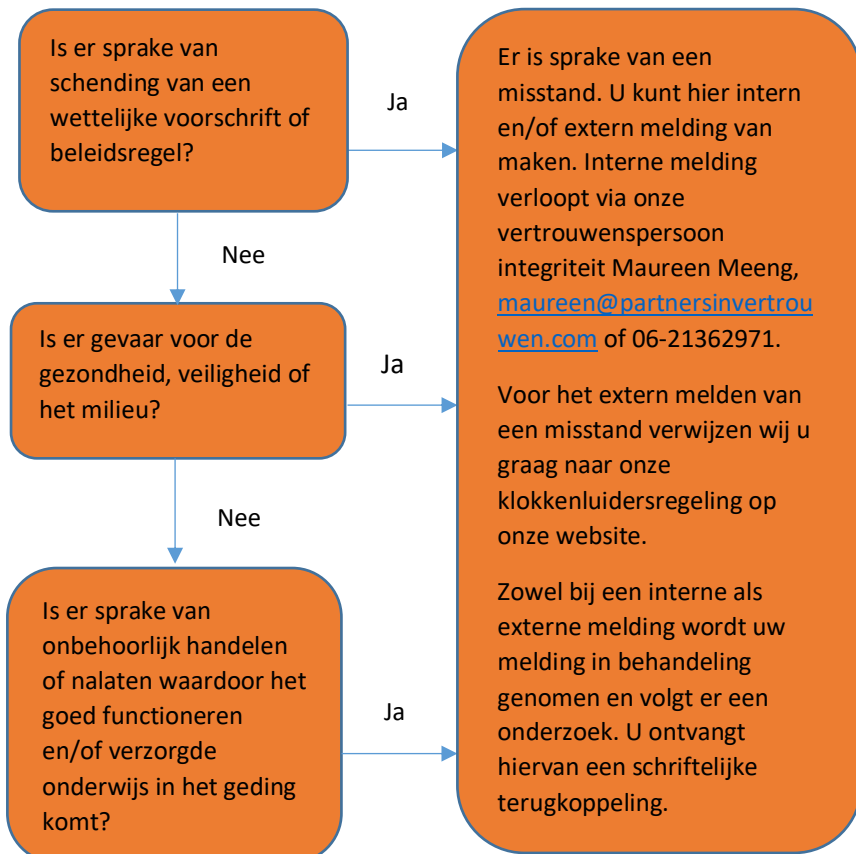 Is er sprake van
schending van een
wettelijke voorschrift of
beleidsregel?
Ja
Nee
Is er gevaar voor de
gezondheid, veiligheid of
het milieu?
Ja
Nee
Is er sprake van
onbehoorlijk handelen
of nalaten waardoor het
goed functioneren
en/of verzorgde
onderwijs in het geding
komt?
Ja
Er is sprake van een
misstand. U kunt hier intern
en/of extern melding van
maken. Interne melding
verloopt via onze
vertrouwenspersoon
integriteit Maureen Meeng,
maureen@partnersinvertrou
wen.com of 06-21362971.
Voor het extern melden van
een misstand verwijzen wij u
graag naar onze
klokkenluidersregeling op
onze website.
Zowel bij een interne als
externe melding wordt uw
melding in behandeling
genomen en volgt er een
onderzoek. U ontvangt
hiervan een schriftelijke
terugkoppeling.